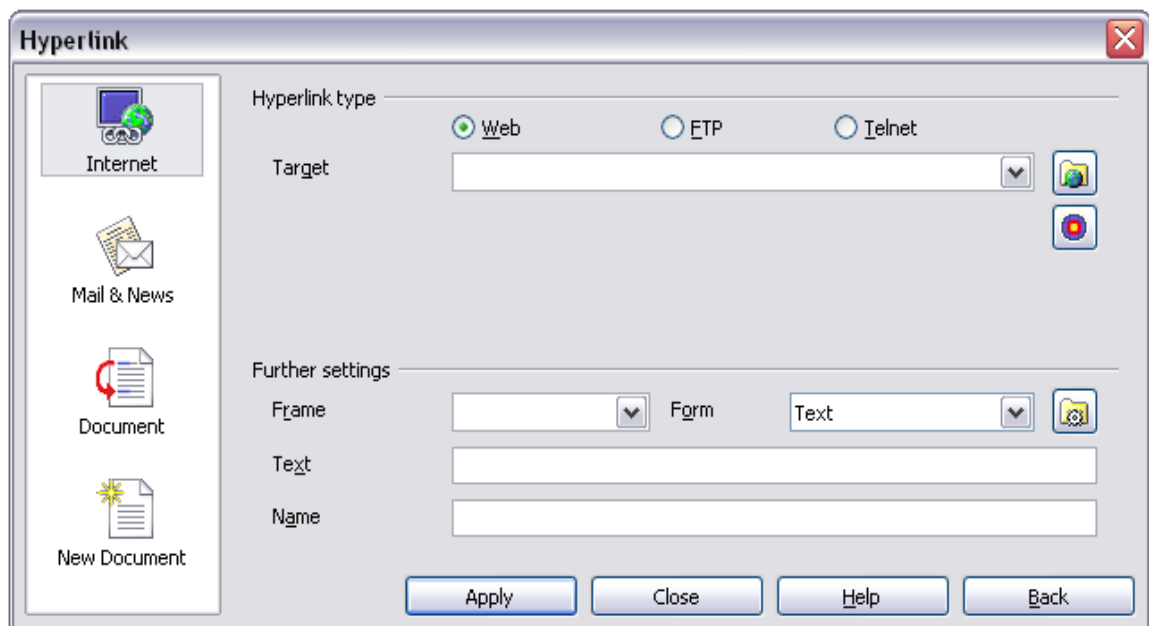 Hyperlink
Internet
Mail & News
Document
New Document
Hyperlink type
Web FTP Telnet
Target
Further settings
Frame Form Text
Text
Name
Apply Close Help Back